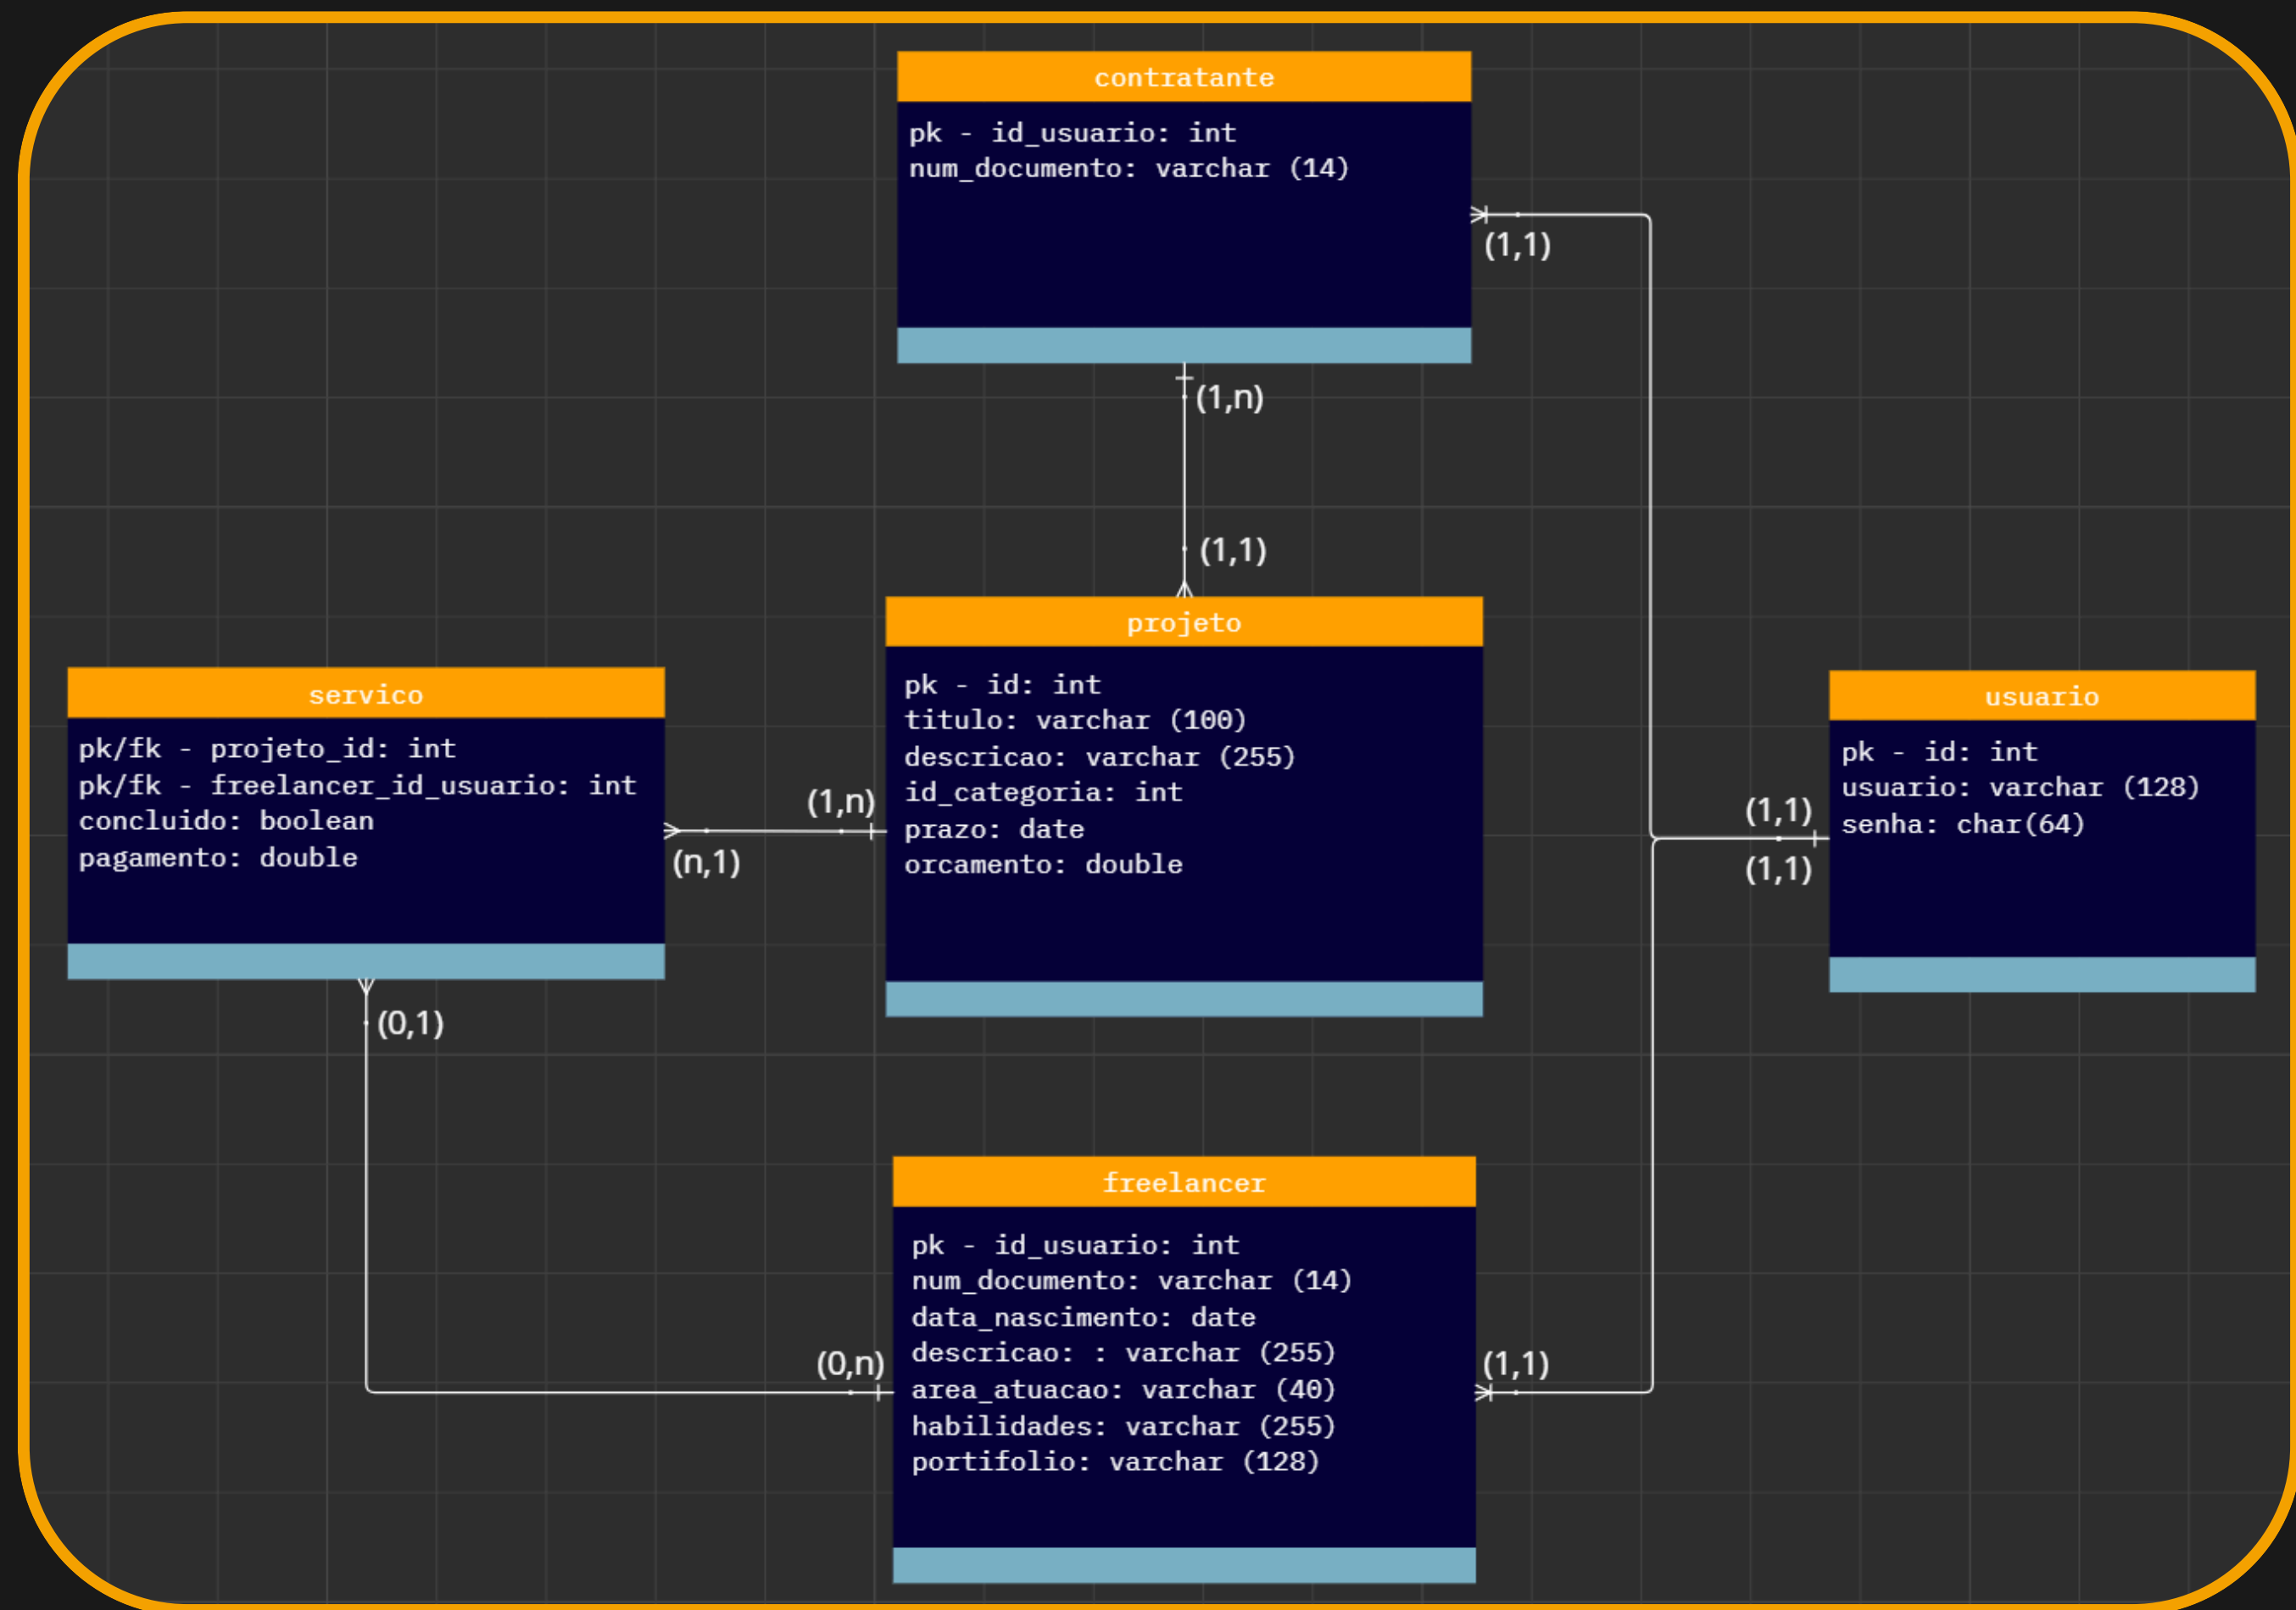 contratante
pk - id_usuario: int
num_documento: varchar (14)
(1,1)
(1,n)
(1,1)
projeto
pk - id: int
titulo: varchar (100)
descricao: varchar (255)
id_categoria: int
prazo: date
orcamento: double
servico
pk/fk - projeto_id: int
pk/fk - freelancer_id_usuario: int
concluido: boolean
pagamento: double
(1,n)
(n,1)
usuario
pk - id: int
usuario: varchar (128)
senha: char(64)
(1,1)
(1,1)
(0,1)
freelancer
pk - id_usuario: int
num_documento: varchar (14)
data_nascimento: date
descricao: : varchar (255)
area_atuacao: varchar (40)
habilidades: varchar (255)
portifolio: varchar (128)
(0,n)
(1,1)